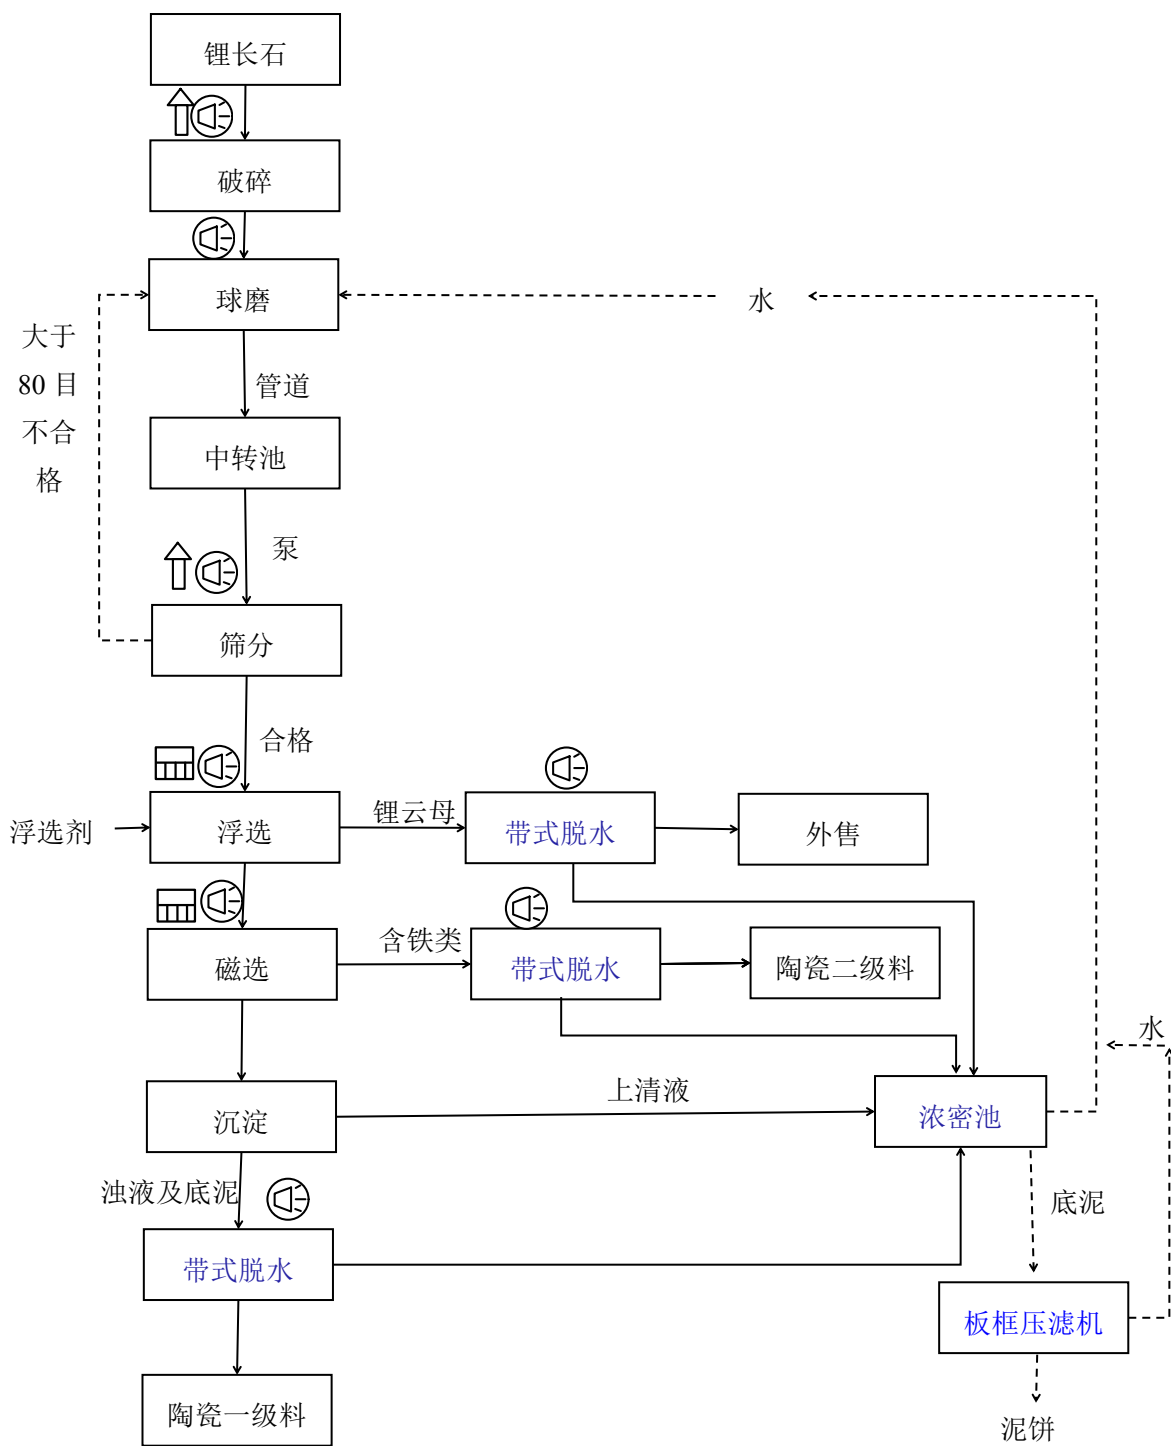 锂长石
破碎
球磨
水
大于
80 目
不合
格
管道
中转池
泵
筛分
合格
浮选剂
浮选
锂云母
带式脱水
外售
磁选
含铁类
带式脱水
陶瓷二级料
水
沉淀
上清液
浓密池
浊液及底泥
底泥
带式脱水
板框压滤机
陶瓷一级料
泥饼